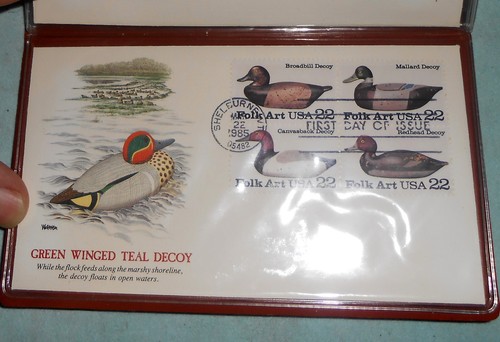 Broadbill Decoy
Mallard Decoy
Folk Art USA 22
Folk Art USA 22
SHELBURNE
MAR
22
1985
05482
FIRST DAY OF ISSUE
Canvasback Decoy
Redhead Decoy
Folk Art USA 22
Folk Art USA 22
GREEN WINGED TEAL DECOY
While the flock feeds along the marshy shoreline,
the decoy floats in open waters.